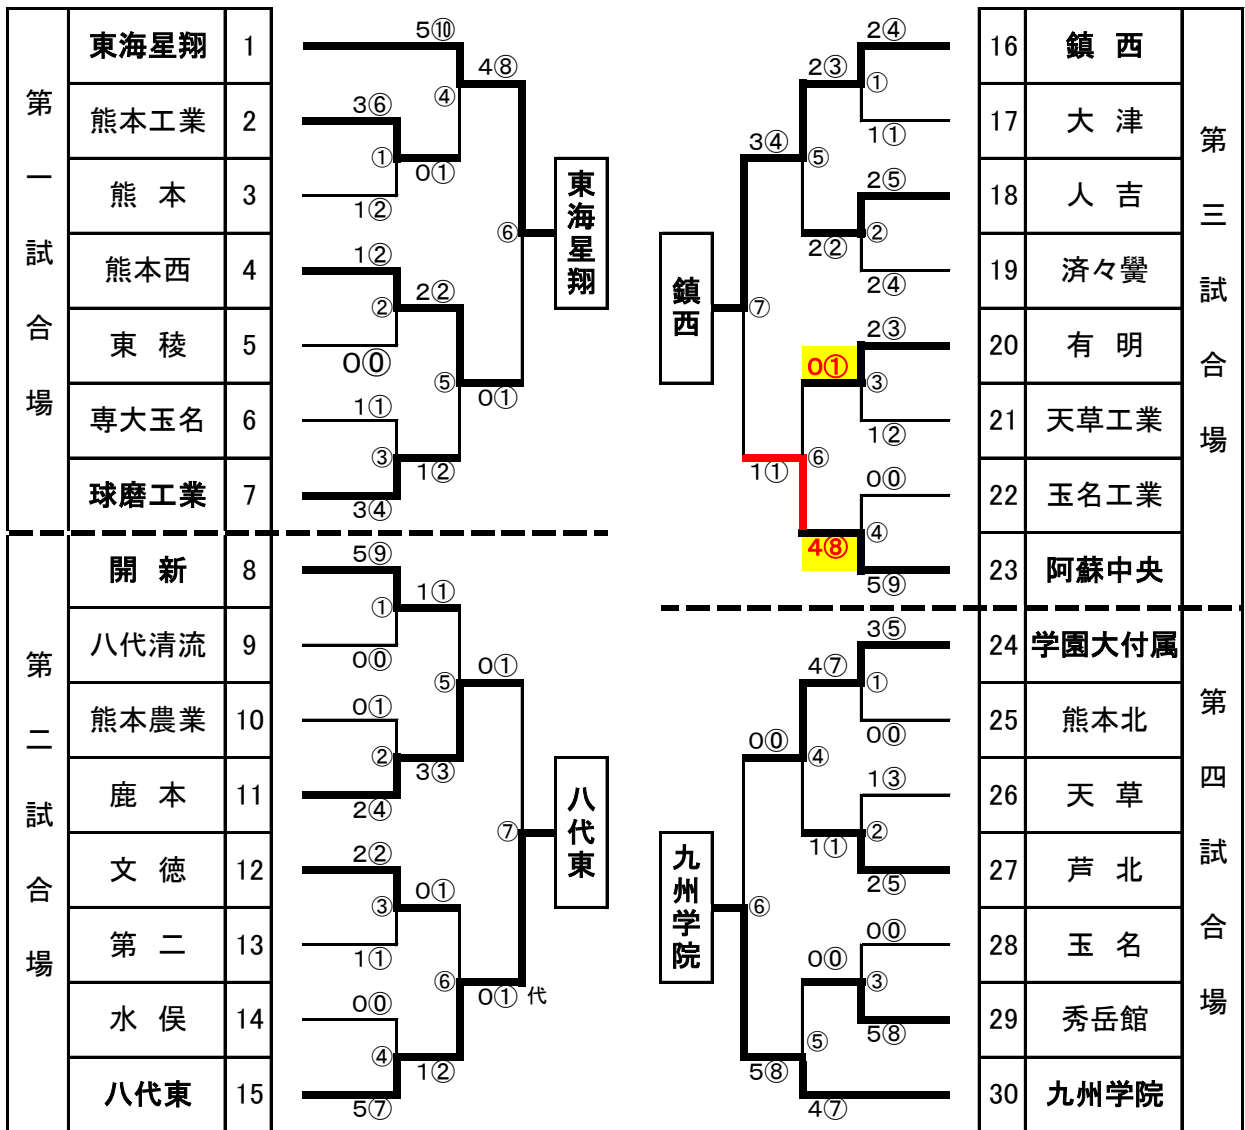 第一試合場
東海星翔 1
熊本工業 2
熊本 3
熊本西 4
東稜 5
専大玉名 6
球磨工業 7
5⑩
4⑧
④
3⑥
①
0①
1②
⑥
東海星翔
1②
2②
②
0⓪
⑤
0①
1①
③
1②
3④
第二試合場
開新 8
八代清流 9
熊本農業 10
鹿本 11
文徳 12
第二 13
水俣 14
八代東 15
5⑨
1①
①
0⓪
0①
⑤
0①
②
3③
2④
⑦
八代東
2②
0①
③
1①
⑥
0① 代
0⓪
④
1②
5⑦
第三試合場
16 鎮西
17 大津
18 人吉
19 済々黌
20 有明
21 天草工業
22 玉名工業
23 阿蘇中央
2④
2③
①
1①
3④
⑤
2⑤
2②
②
2④
鎮西
⑦
2③
0①
③
1②
1①
⑥
0⓪
④
4⑧
5⑨
第四試合場
24 学園大付属
25 熊本北
26 天草
27 芦北
28 玉名
29 秀岳館
30 九州学院
3⑤
4⑦
①
0⓪
0⓪
④
1③
②
1①
2⑤
九州学院
⑥
0⓪
0⓪
③
5⑧
⑤
5⑧
4⑦